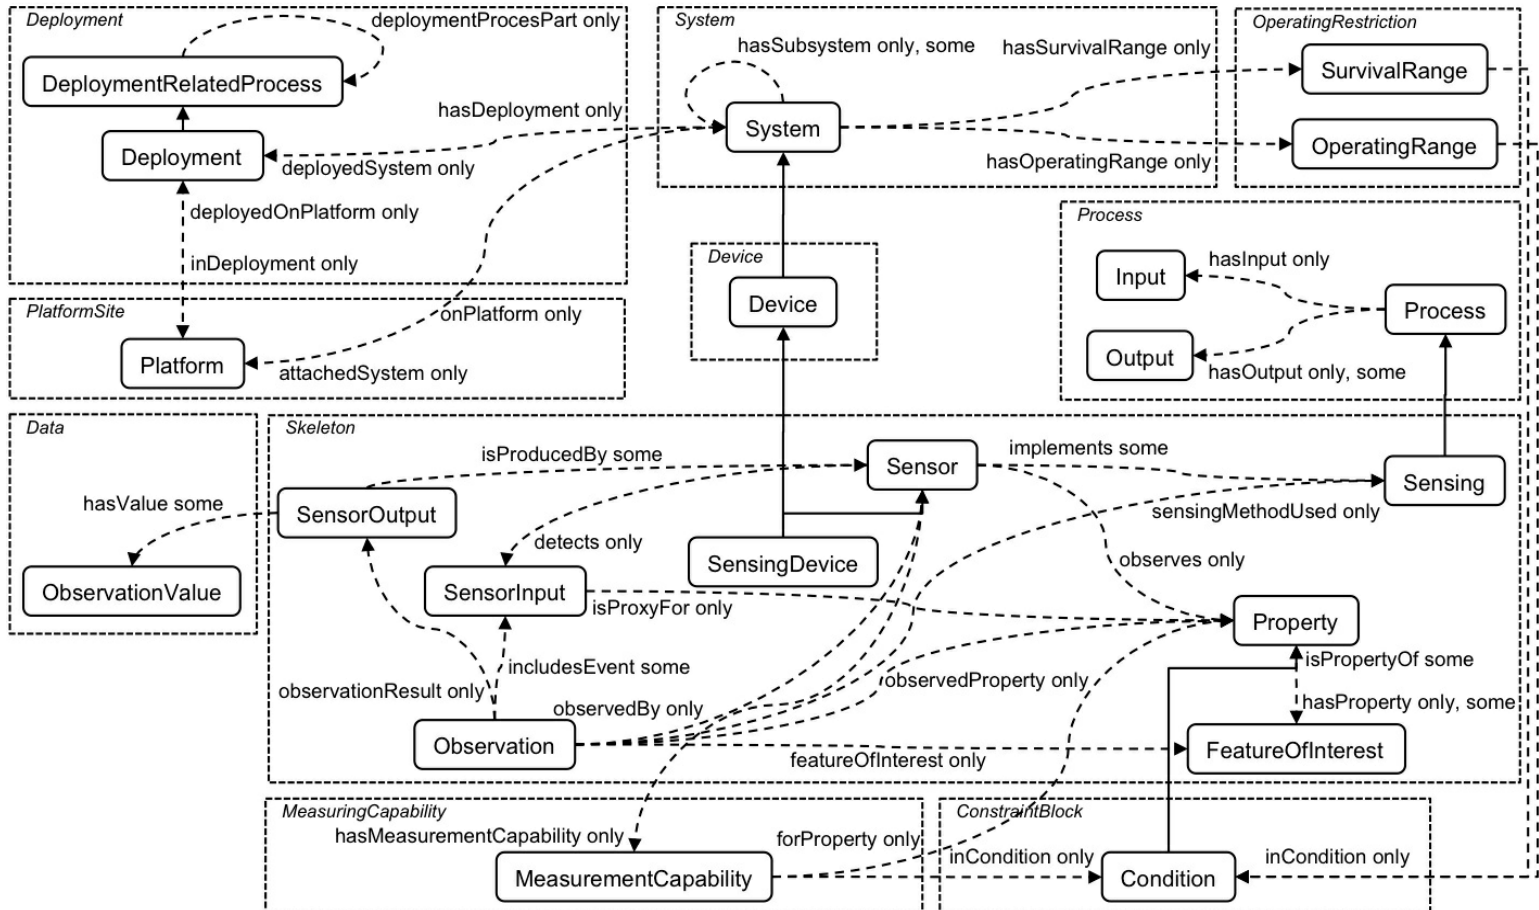 Deployment
deploymentProcesPart only
DeploymentRelatedProcess
hasDeployment only
Deployment
deployedSystem only
deployedOnPlatform only
inDeployment only
System
hasSubsystem only, some
hasSurvivalRange only
System
hasOperatingRange only
OperatingRestriction
SurvivalRange
OperatingRange
Process
hasInput only
Input
Process
Output
hasOutput only, some
Device
Device
PlatformSite
onPlatform only
Platform
attachedSystem only
Data
hasValue some
ObservationValue
Skeleton
isProducedBy some
Sensor
implements some
Sensing
SensorOutput
sensingMethodUsed only
detects only
SensingDevice
observes only
SensorInput
isProxyFor only
Property
includesEvent some
isPropertyOf some
observationResult only
observedProperty only
observedBy only
hasProperty only, some
Observation
featureOfInterest only
FeatureOfInterest
MeasuringCapability
hasMeasurementCapability only
forProperty only
MeasurementCapability
ConstraintBlock
inCondition only
inCondition only
Condition